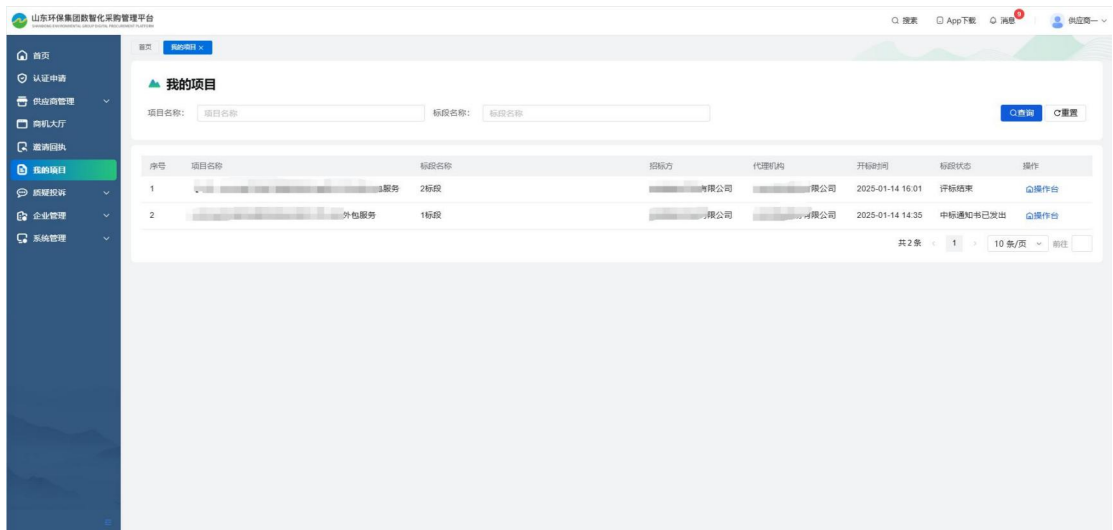 山东环保集团数智化采购管理平台
SHANDONG ENVIRONMENTAL GROUP DIGITAL PROCUREMENT PLATFORM
搜索 App下载 消息 9 供应商一
首页
认证申请
供应商管理
商机大厅
邀请回执
我的项目
质疑投诉
企业管理
系统管理
首页 我的项目 ×
我的项目
项目名称: 项目名称 标段名称: 标段名称 查询 重置
序号 项目名称 标段名称 招标方 代理机构 开标时间 标段状态 操作
1 服务 2标段 有限公司 限公司 2025-01-14 16:01 评标结束 操作台
2 外包服务 1标段 限公司 有限公司 2025-01-14 14:35 中标通知书已发出 操作台
共 2 条 1 10 条/页 前往